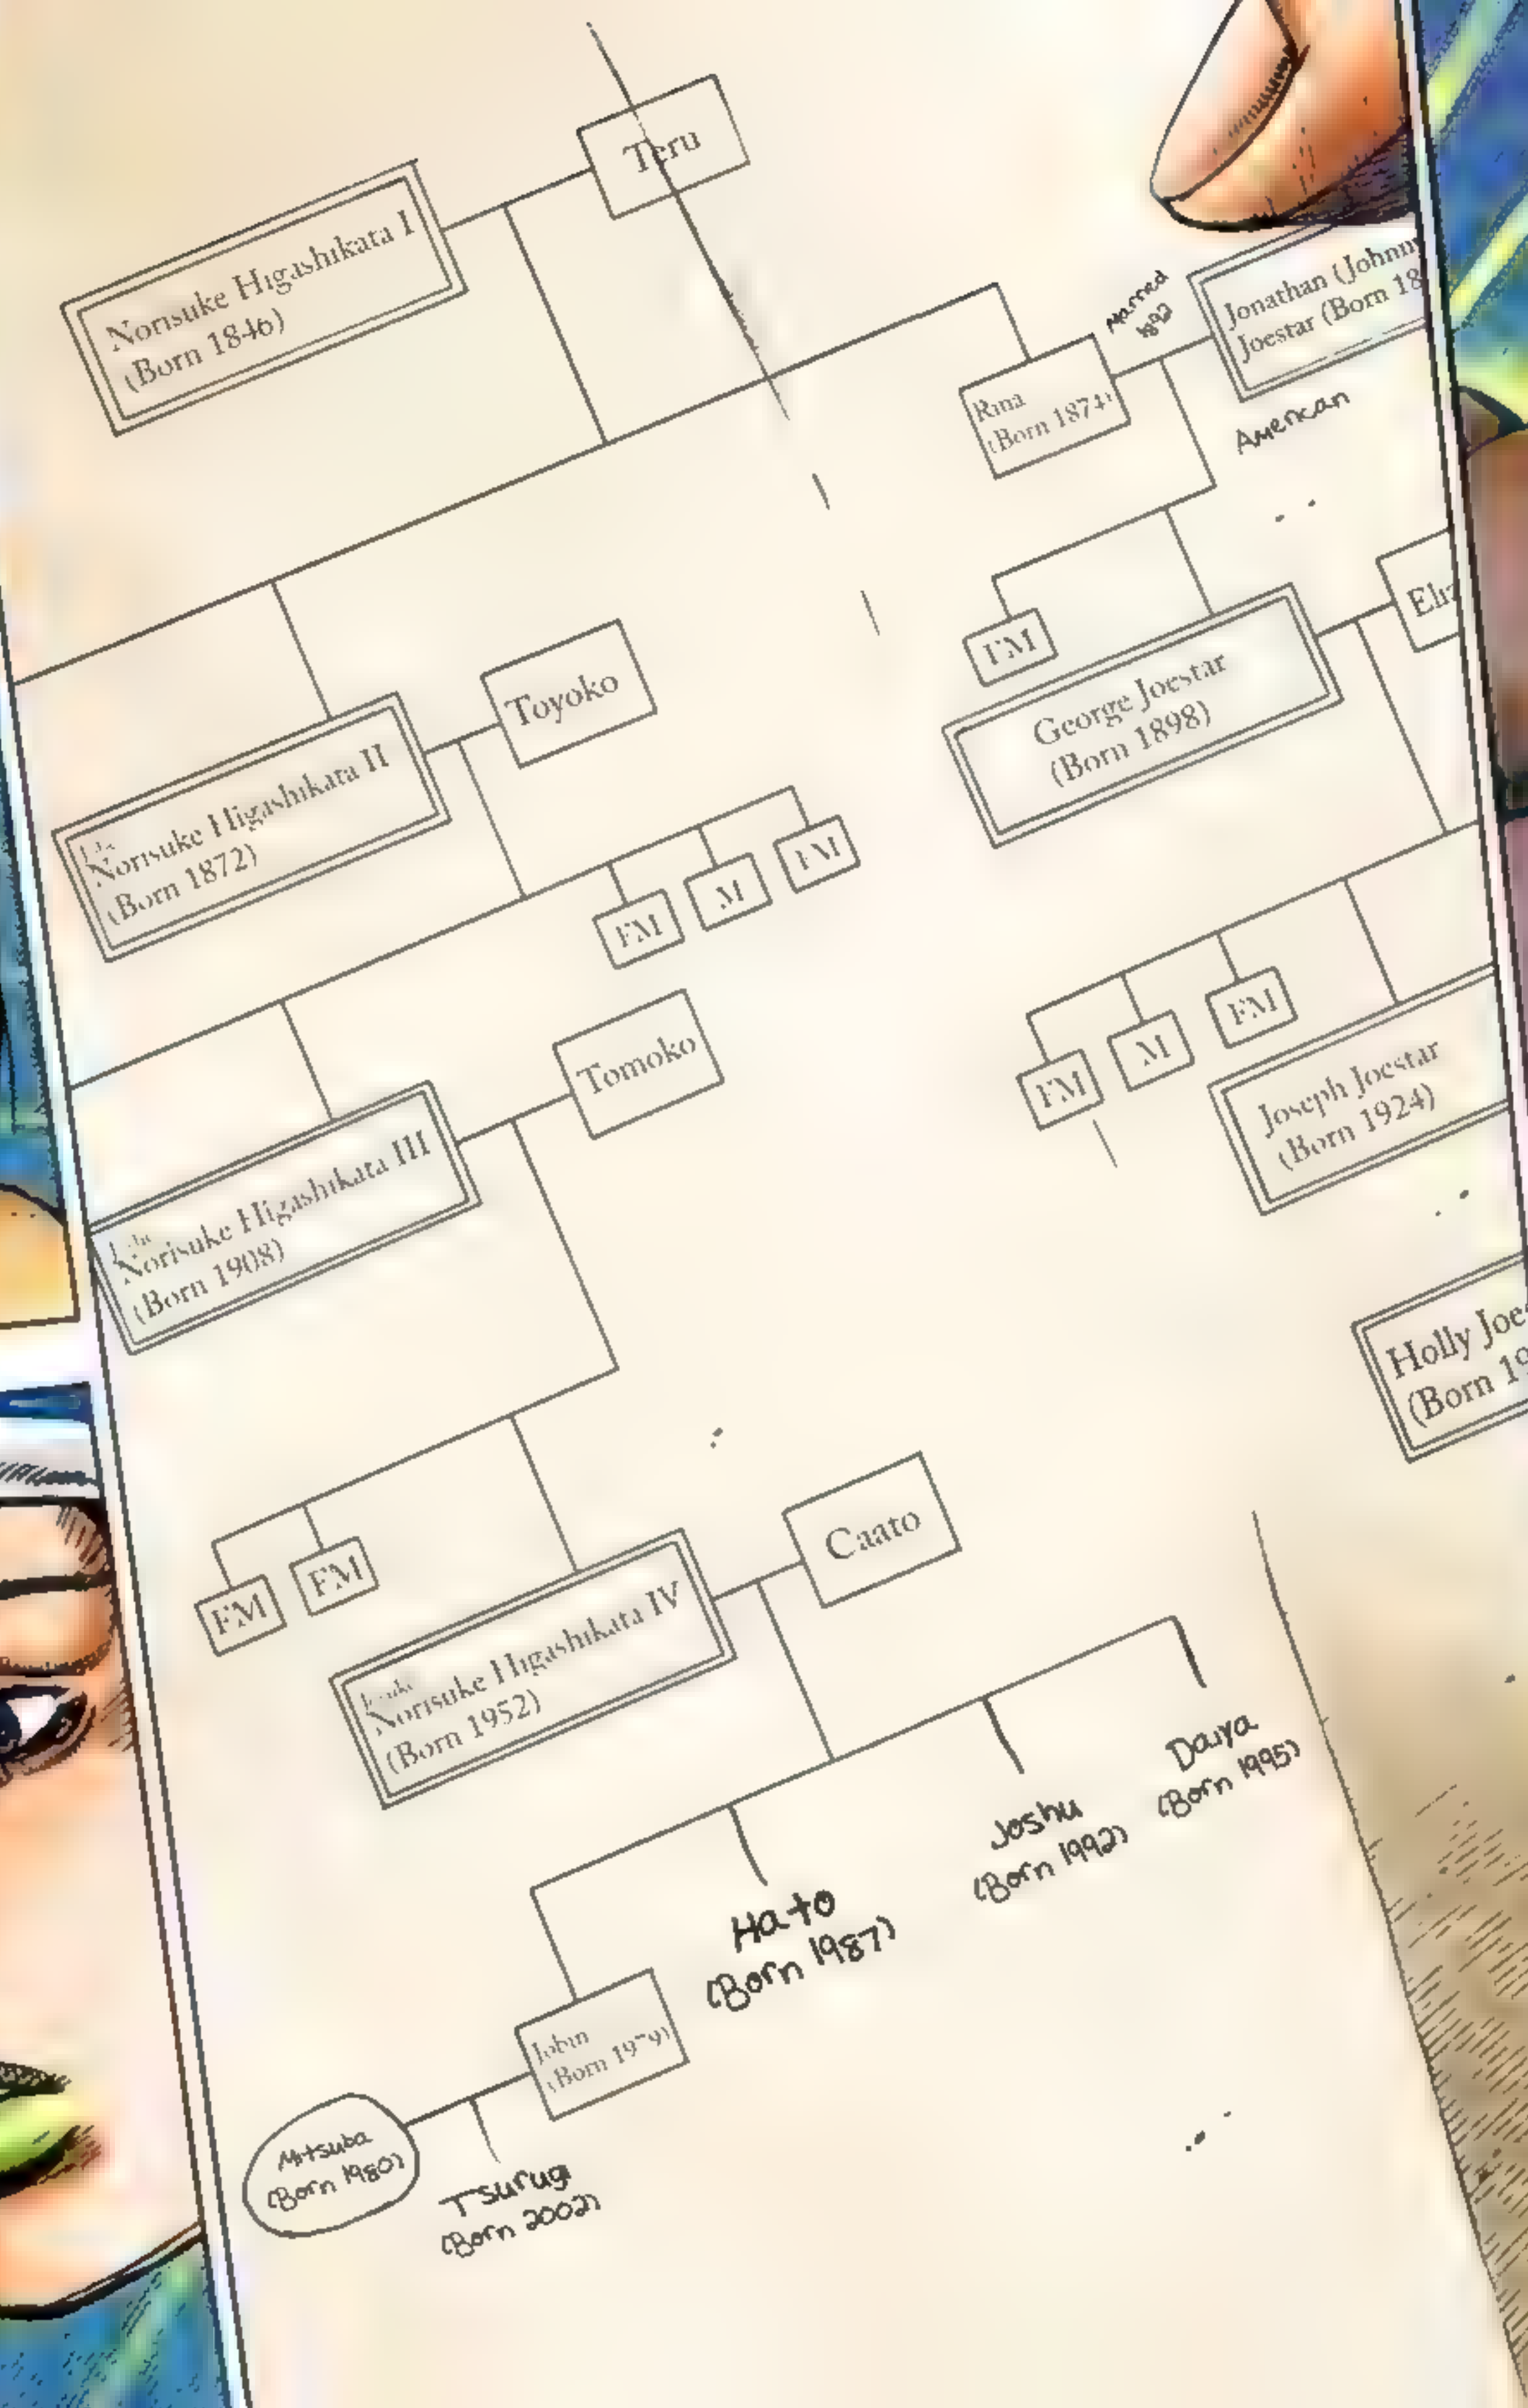 Teru
Norisuke Higashikata I
(Born 1846)
Married
1892
Jonathan (Johnny
Joestar (Born 18
American
Rina
(Born 1874)
FM
George Joestar
(Born 1898)
Toyoko
Norisuke Higashikata II
(Born 1872)
FM
M
FM
FM
M
FM
Joseph Joestar
(Born 1924)
Tomoko
Norisuke Higashikata III
(Born 1908)
Holly Joe
(Born 19
FM
FM
Caato
Norisuke Higashikata IV
(Born 1952)
Hato
(Born 1987)
Joshu
(Born 1992)
Daiya
(Born 1995)
Jobin
(Born 1979)
Mitsuba
(Born 1980)
Tsurugi
(Born 2002)